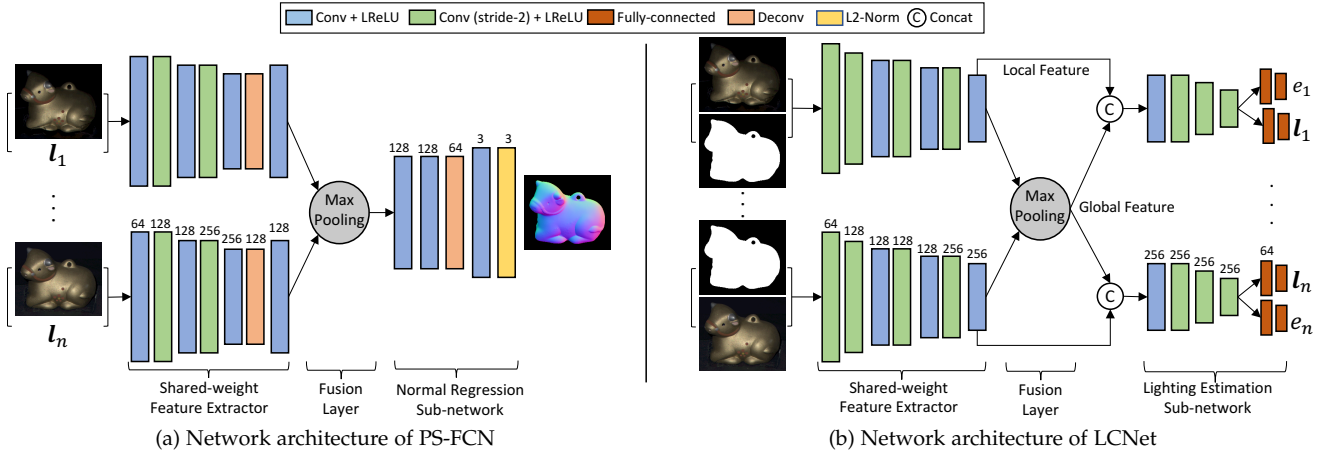 Conv + LReLU Conv (stride-2) + LReLU Fully-connected Deconv L2-Norm C Concat
l1
ln
64 128 128 256 256 128 128
Max
Pooling
128 128 64 3 3
Shared-weight
Feature Extractor
Fusion
Layer
Normal Regression
Sub-network
(a) Network architecture of PS-FCN
Local Feature
C
e1
l1
Max
Pooling
Global Feature
64 128 128 128 128 256 256
C
256 256 256 256 64
ln
en
Shared-weight
Feature Extractor
Fusion
Layer
Lighting Estimation
Sub-network
(b) Network architecture of LCNet